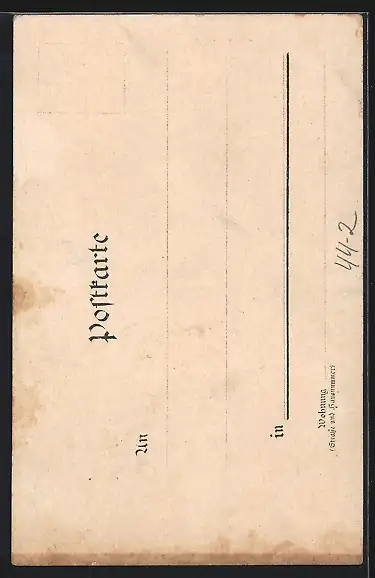 Postkarte
An
in
Wohnung
(Straße und Hausnummer)
44-2